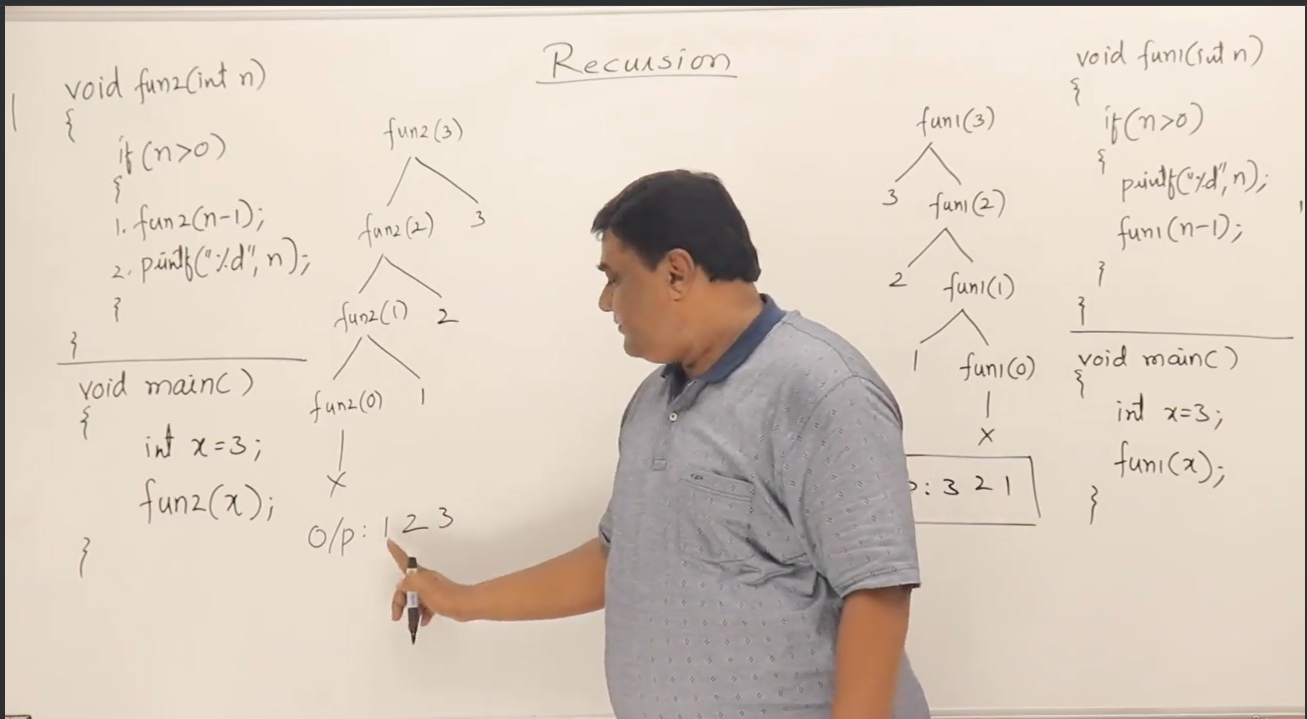 Recursion
void fun2(int n)
{
if(n>0)
{
1. fun2(n-1);
2. printf("%d", n);
}
}
void main()
{
int x=3;
fun2(x);
}
fun2(3)
fun2(2) 3
fun2(1) 2
fun2(0) 1
X
O/p: 1 2 3
fun1(3)
3 fun1(2)
2 fun1(1)
1 fun1(0)
X
: 3 2 1
void fun1(int n)
{
if(n>0)
{
printf("%d", n);
fun1(n-1);
}
}
void main()
{
int x=3;
fun1(x);
}